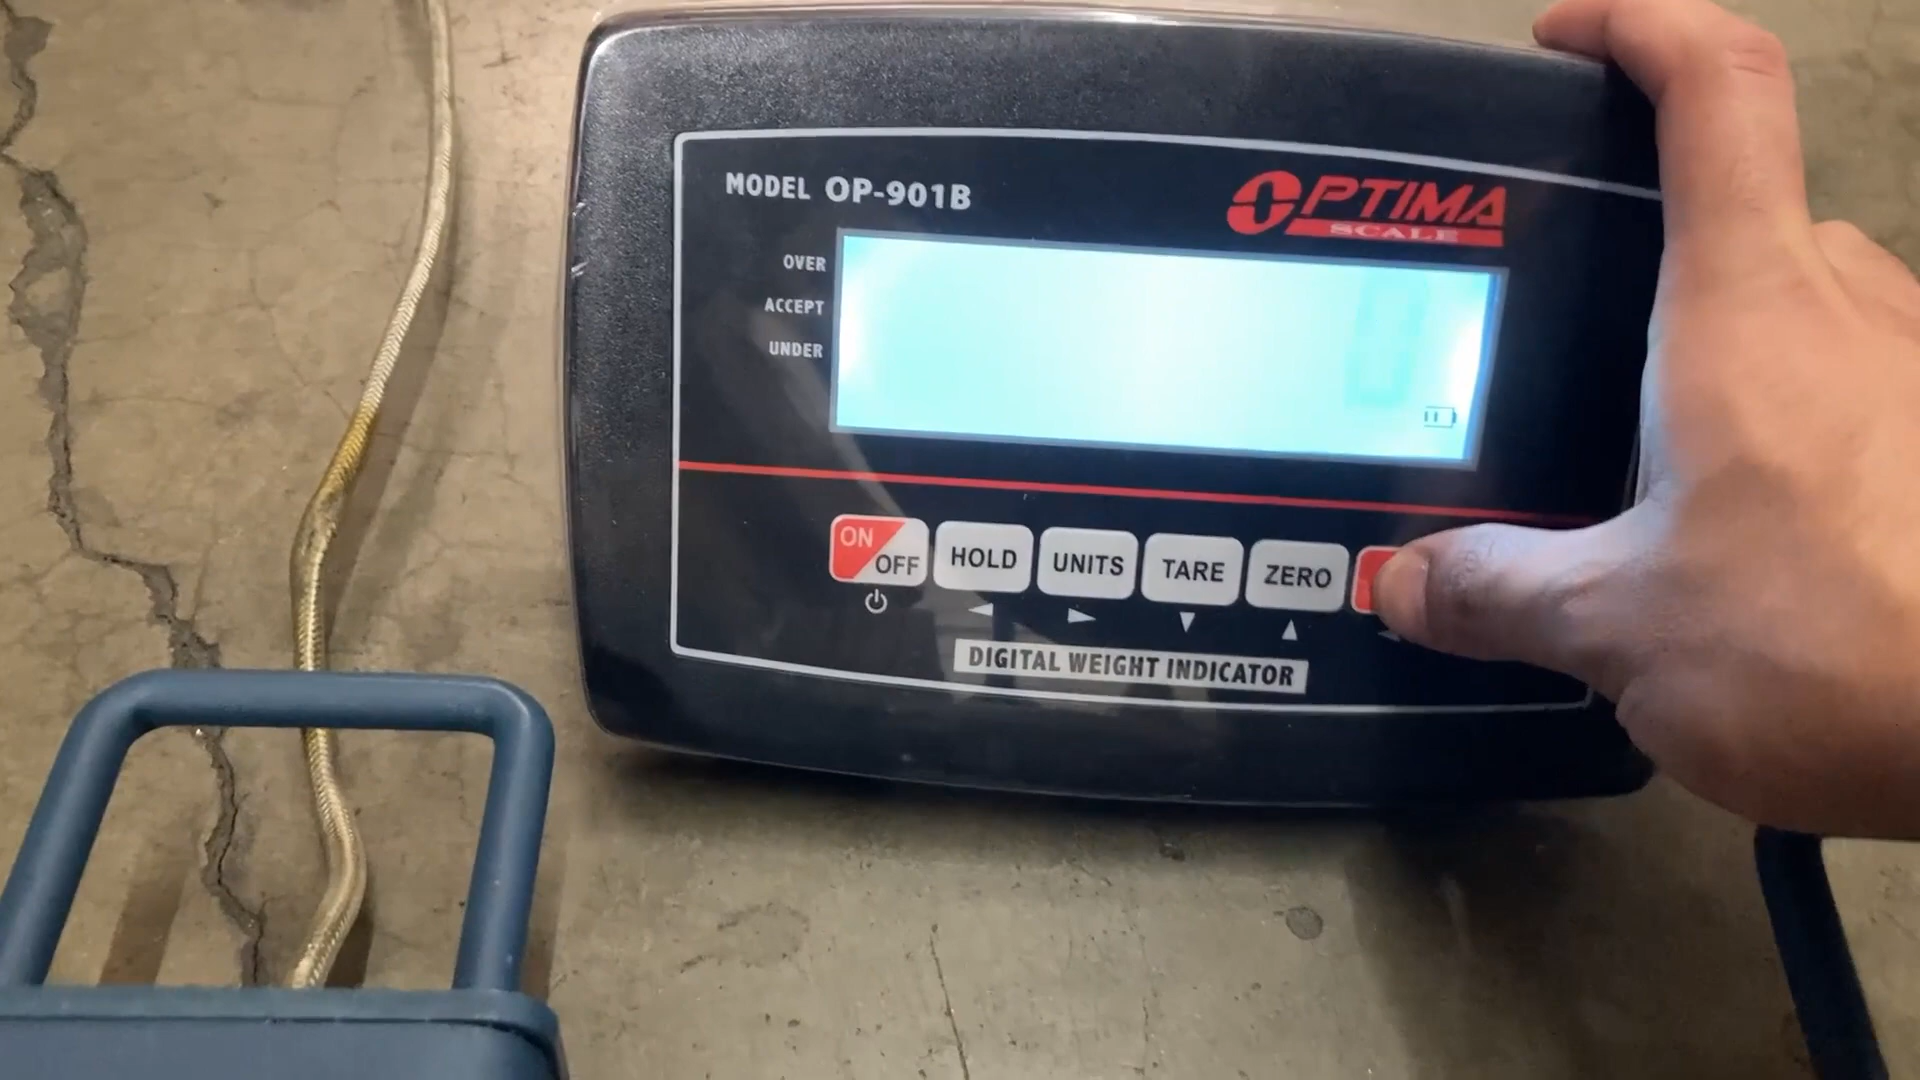 MODEL OP-901B
OPTIMA
SCALE
OVER
ACCEPT
UNDER
ON
OFF
HOLD
UNITS
TARE
ZERO
DIGITAL WEIGHT INDICATOR